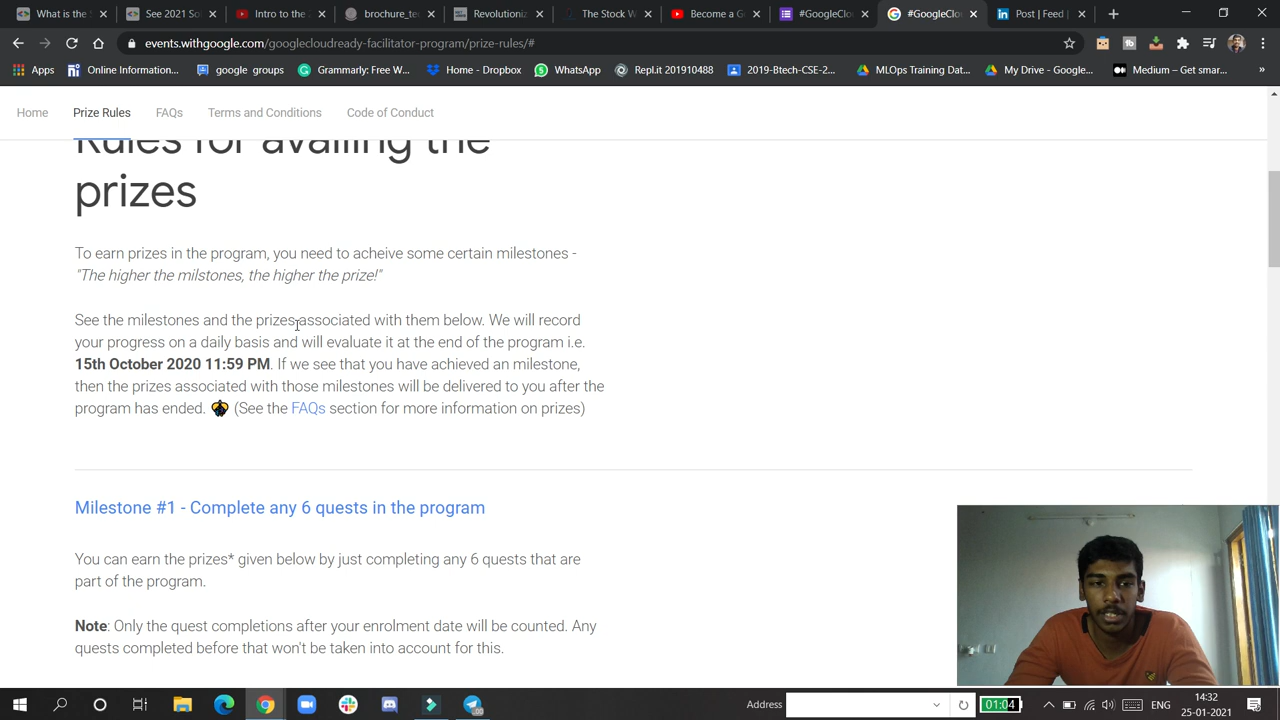 What is the S
See 2021 So
Intro to the
brochure_te
Revolutioniz
The Stock W
Become a G
#GoogleClou
#GoogleClou
Post | Feed |
events.withgoogle.com/googlecloudready-facilitator-program/prize-rules/#
Apps
Online Information...
google groups
Grammarly: Free W...
Home - Dropbox
WhatsApp
Repl.it 201910488
2019-Btech-CSE-2...
MLOps Training Dat...
My Drive - Google...
Medium – Get smar...
»
Home
Prize Rules
FAQs
Terms and Conditions
Code of Conduct
Rules for availing the
prizes
To earn prizes in the program, you need to acheive some certain milestones -
"The higher the milstones, the higher the prize!"
See the milestones and the prizes associated with them below. We will record
your progress on a daily basis and will evaluate it at the end of the program i.e.
15th October 2020 11:59 PM. If we see that you have achieved an milestone,
then the prizes associated with those milestones will be delivered to you after the
program has ended. (See the FAQs section for more information on prizes)
Milestone #1 - Complete any 6 quests in the program
You can earn the prizes* given below by just completing any 6 quests that are
part of the program.
Note: Only the quest completions after your enrolment date will be counted. Any
quests completed before that won't be taken into account for this.
Address
01:04
ENG
14:32
25-01-2021